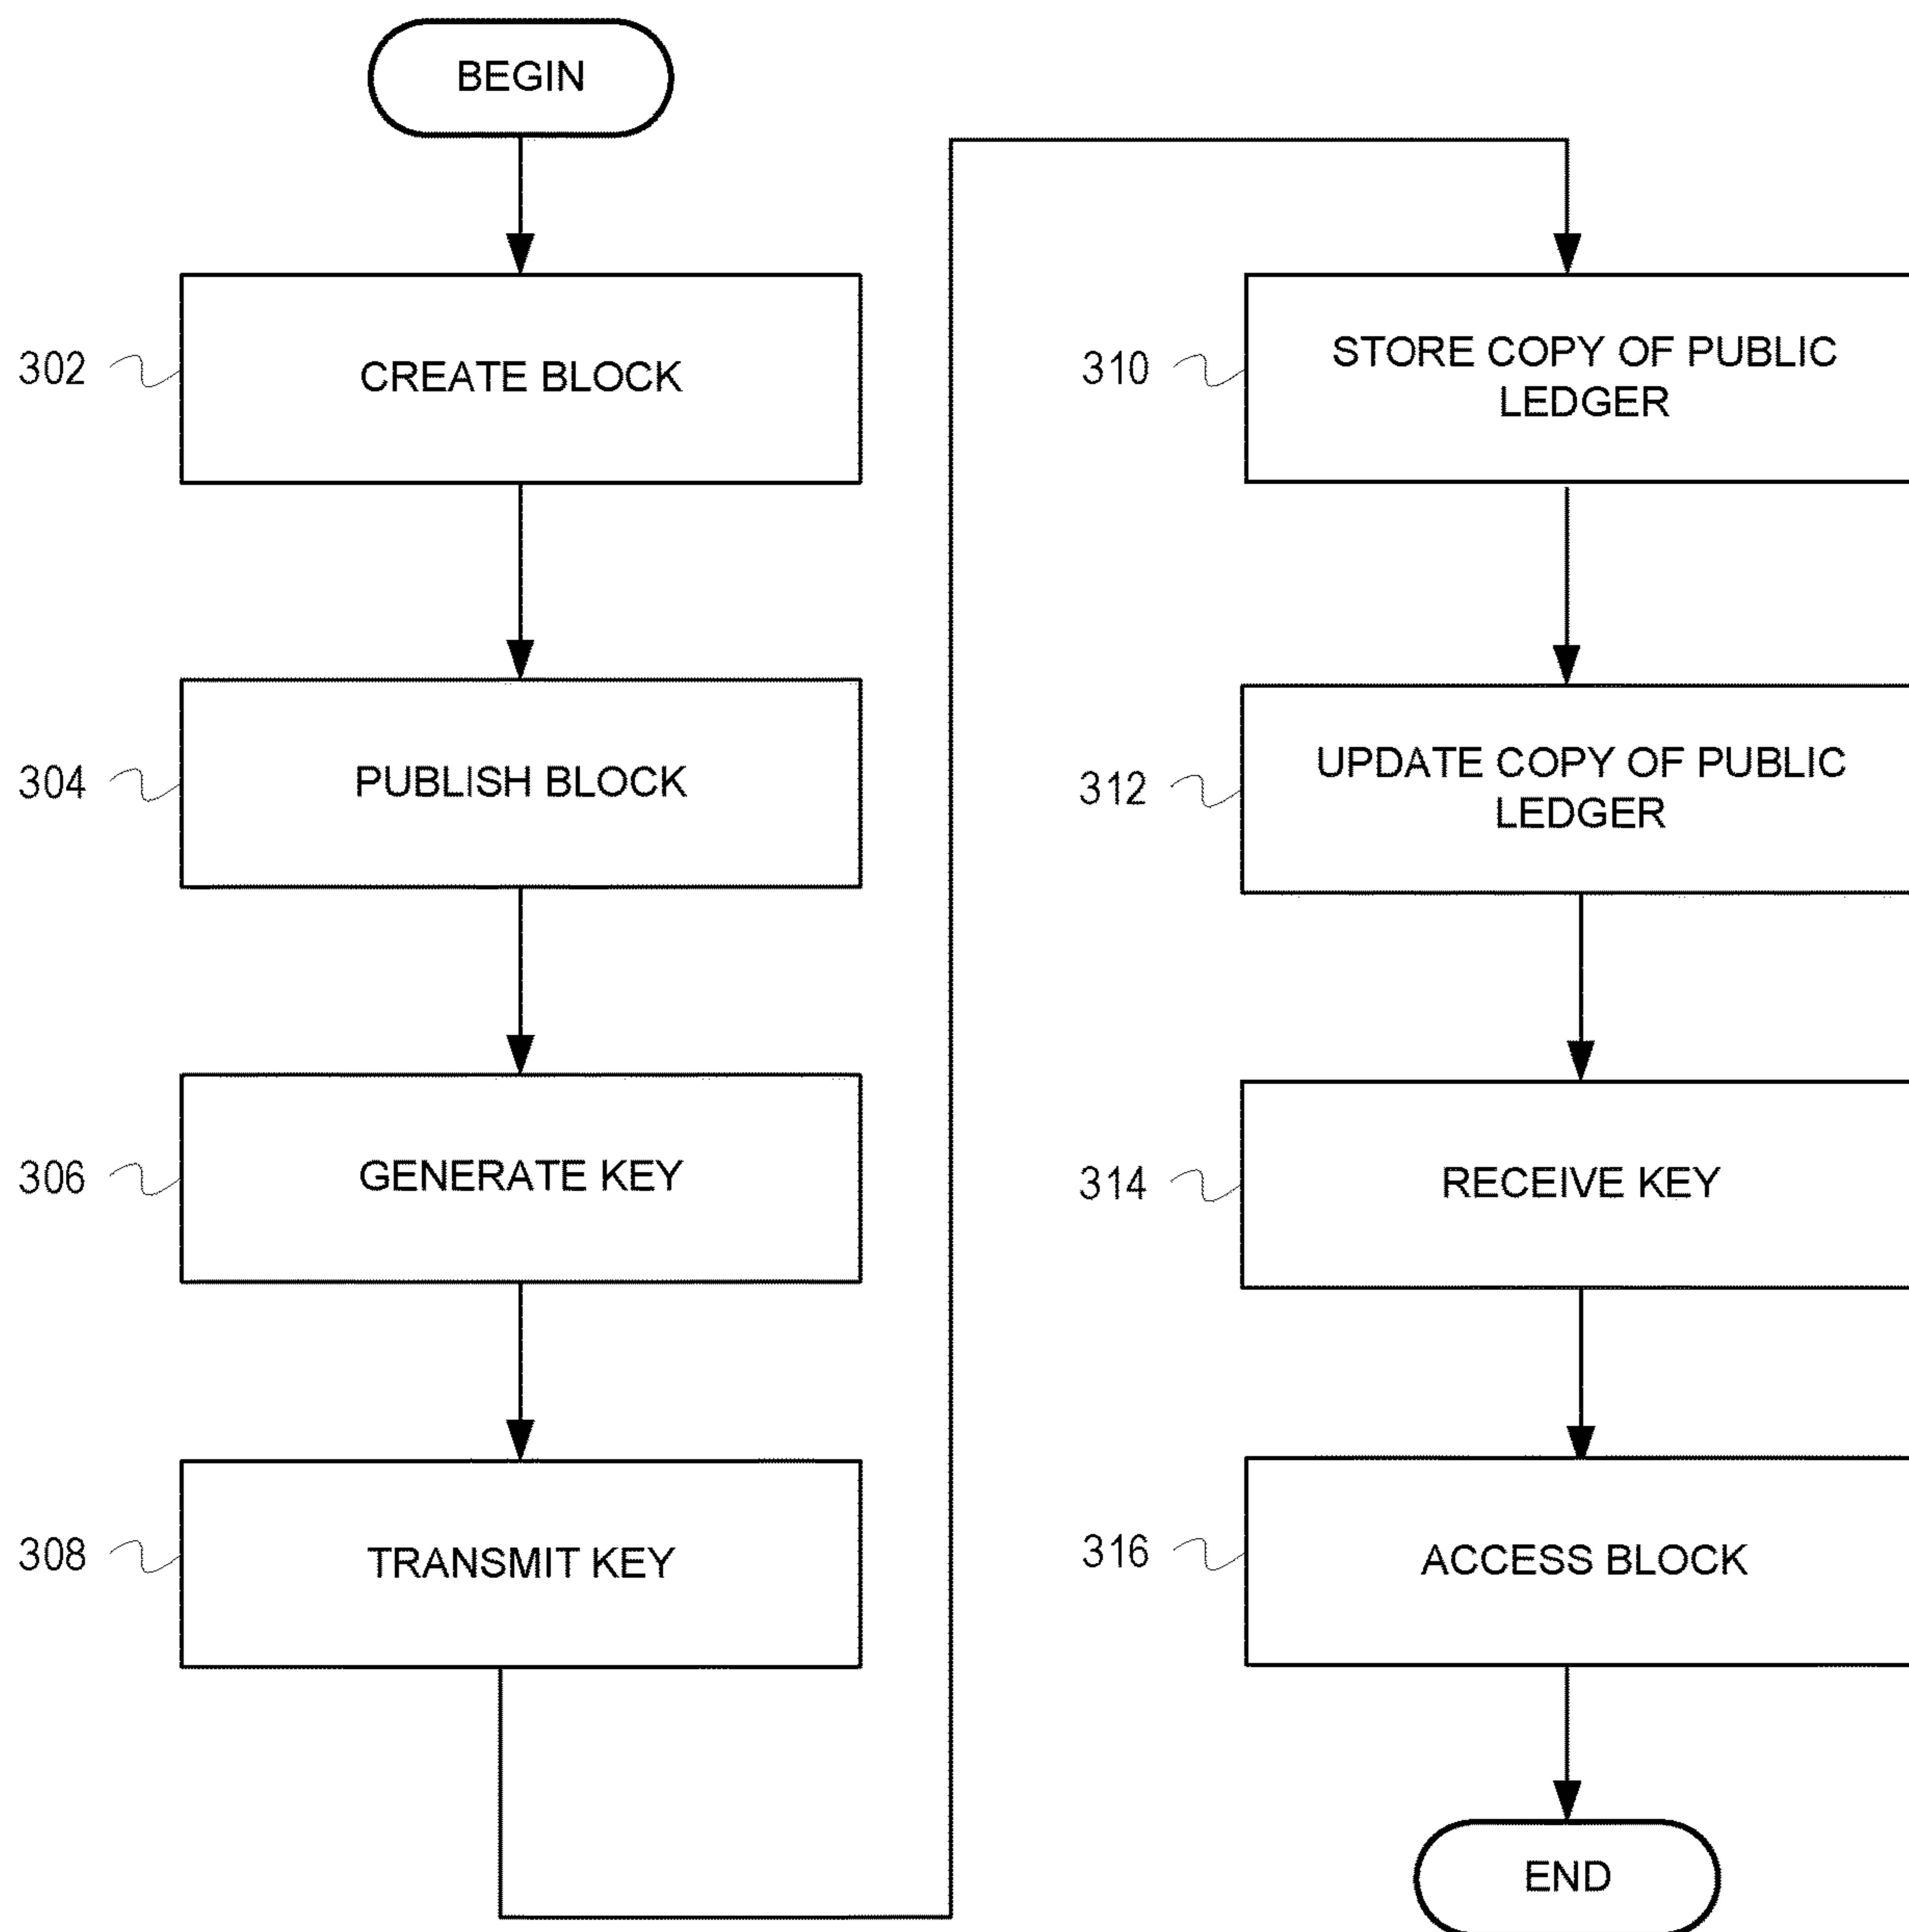 BEGIN
302
CREATE BLOCK
304
PUBLISH BLOCK
306
GENERATE KEY
308
TRANSMIT KEY
310
STORE COPY OF PUBLIC
LEDGER
312
UPDATE COPY OF PUBLIC
LEDGER
314
RECEIVE KEY
316
ACCESS BLOCK
END